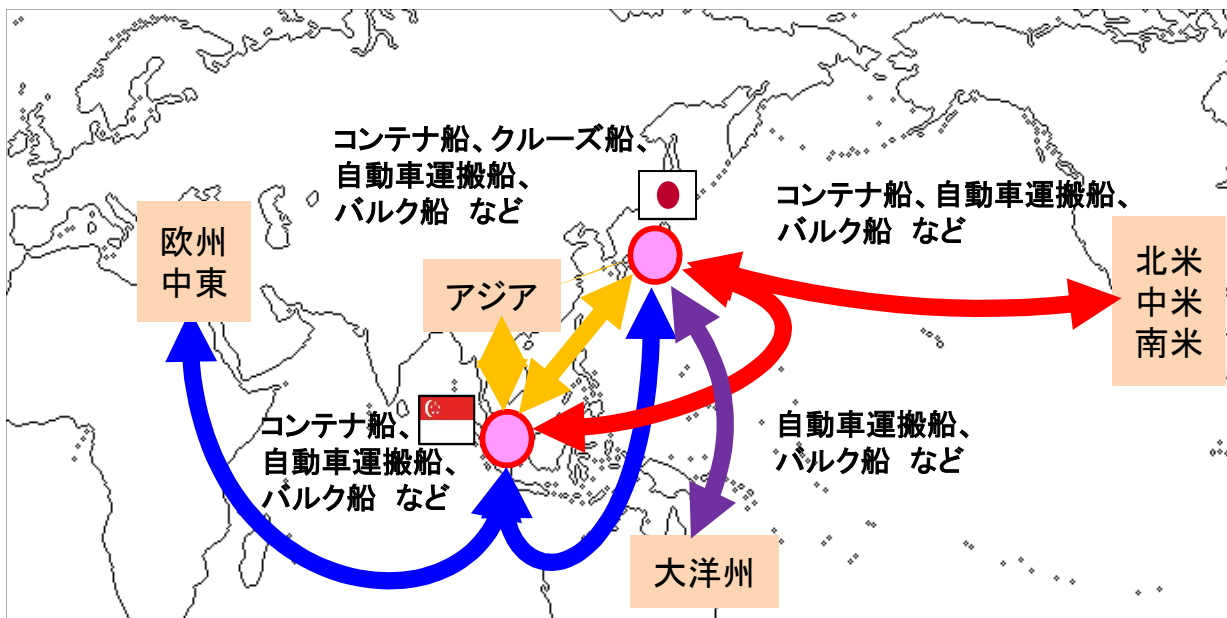 コンテナ船、クルーズ船、
自動車運搬船、
バルク船　など
コンテナ船、自動車運搬船、
バルク船　など
欧州
中東
アジア
北米
中米
南米
コンテナ船、
自動車運搬船、
バルク船　など
自動車運搬船、
バルク船　など
大洋州